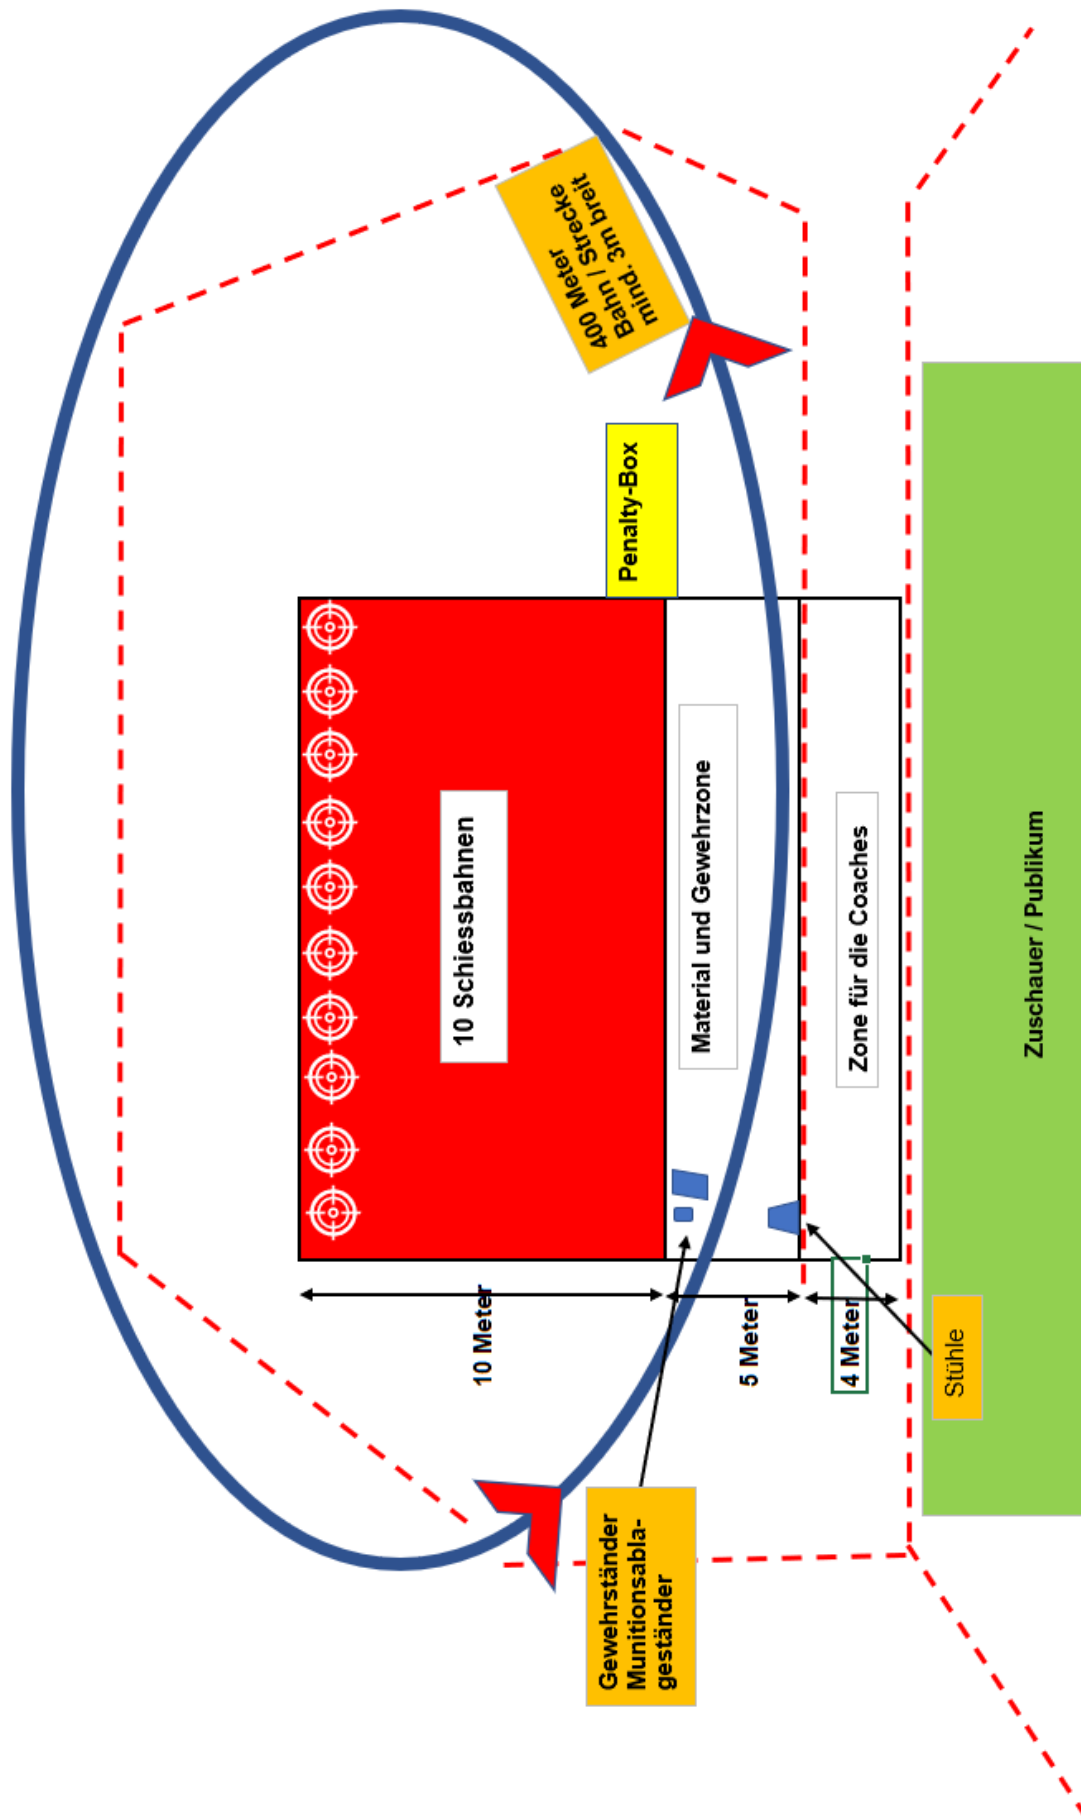 400 Meter
Bahn / Strecke
mind. 3m breit
Penalty-Box
10 Schiessbahnen
Material und Gewehrzone
Zone für die Coaches
Zuschauer / Publikum
10 Meter
5 Meter
4 Meter
Stühle
Gewehrständer
Munitionsabla-
geständer